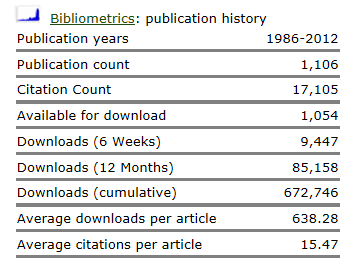 Bibliometrics: publication history
Publication years 1986-2012
Publication count 1,106
Citation Count 17,105
Available for download 1,054
Downloads (6 Weeks) 9,447
Downloads (12 Months) 85,158
Downloads (cumulative) 672,746
Average downloads per article 638.28
Average citations per article 15.47